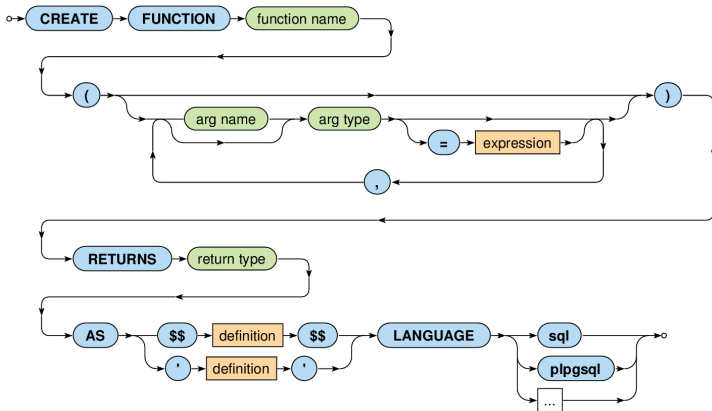 CREATE FUNCTION function name
( )
arg name arg type
= expression
,
RETURNS return type
AS $$ definition $$ LANGUAGE sql
' definition ' plpgsql
...